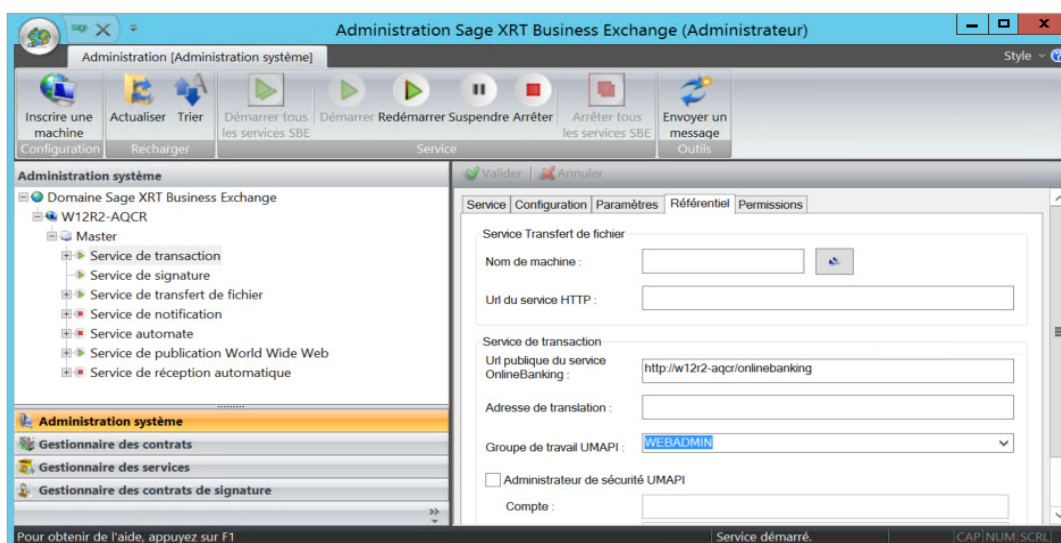 sage
Administration Sage XRT Business Exchange (Administrateur)
Administration [Administration système]
Style
Inscrire une machine
Actualiser
Trier
Démarrer tous les services SBE
Démarrer
Redémarrer
Suspendre
Arrêter
Arrêter tous les services SBE
Envoyer un message
Configuration
Recharger
Service
Outils
Administration système
Domaine Sage XRT Business Exchange
W12R2-AQCR
Master
Service de transaction
Service de signature
Service de transfert de fichier
Service de notification
Service automate
Service de publication World Wide Web
Service de réception automatique
Administration système
Gestionnaire des contrats
Gestionnaire des services
Gestionnaire des contrats de signature
Valider
Annuler
Service
Configuration
Paramètres
Référentiel
Permissions
Service Transfert de fichier
Nom de machine :
Url du service HTTP :
Service de transaction
Url publique du service
OnlineBanking :
http://w12r2-aqcr/onlinebanking
Adresse de translation :
Groupe de travail UMAPI :
WEBADMIN
Administrateur de sécurité UMAPI
Compte :
Pour obtenir de l'aide, appuyez sur F1
Service démarré.
CAP NUM SCRL